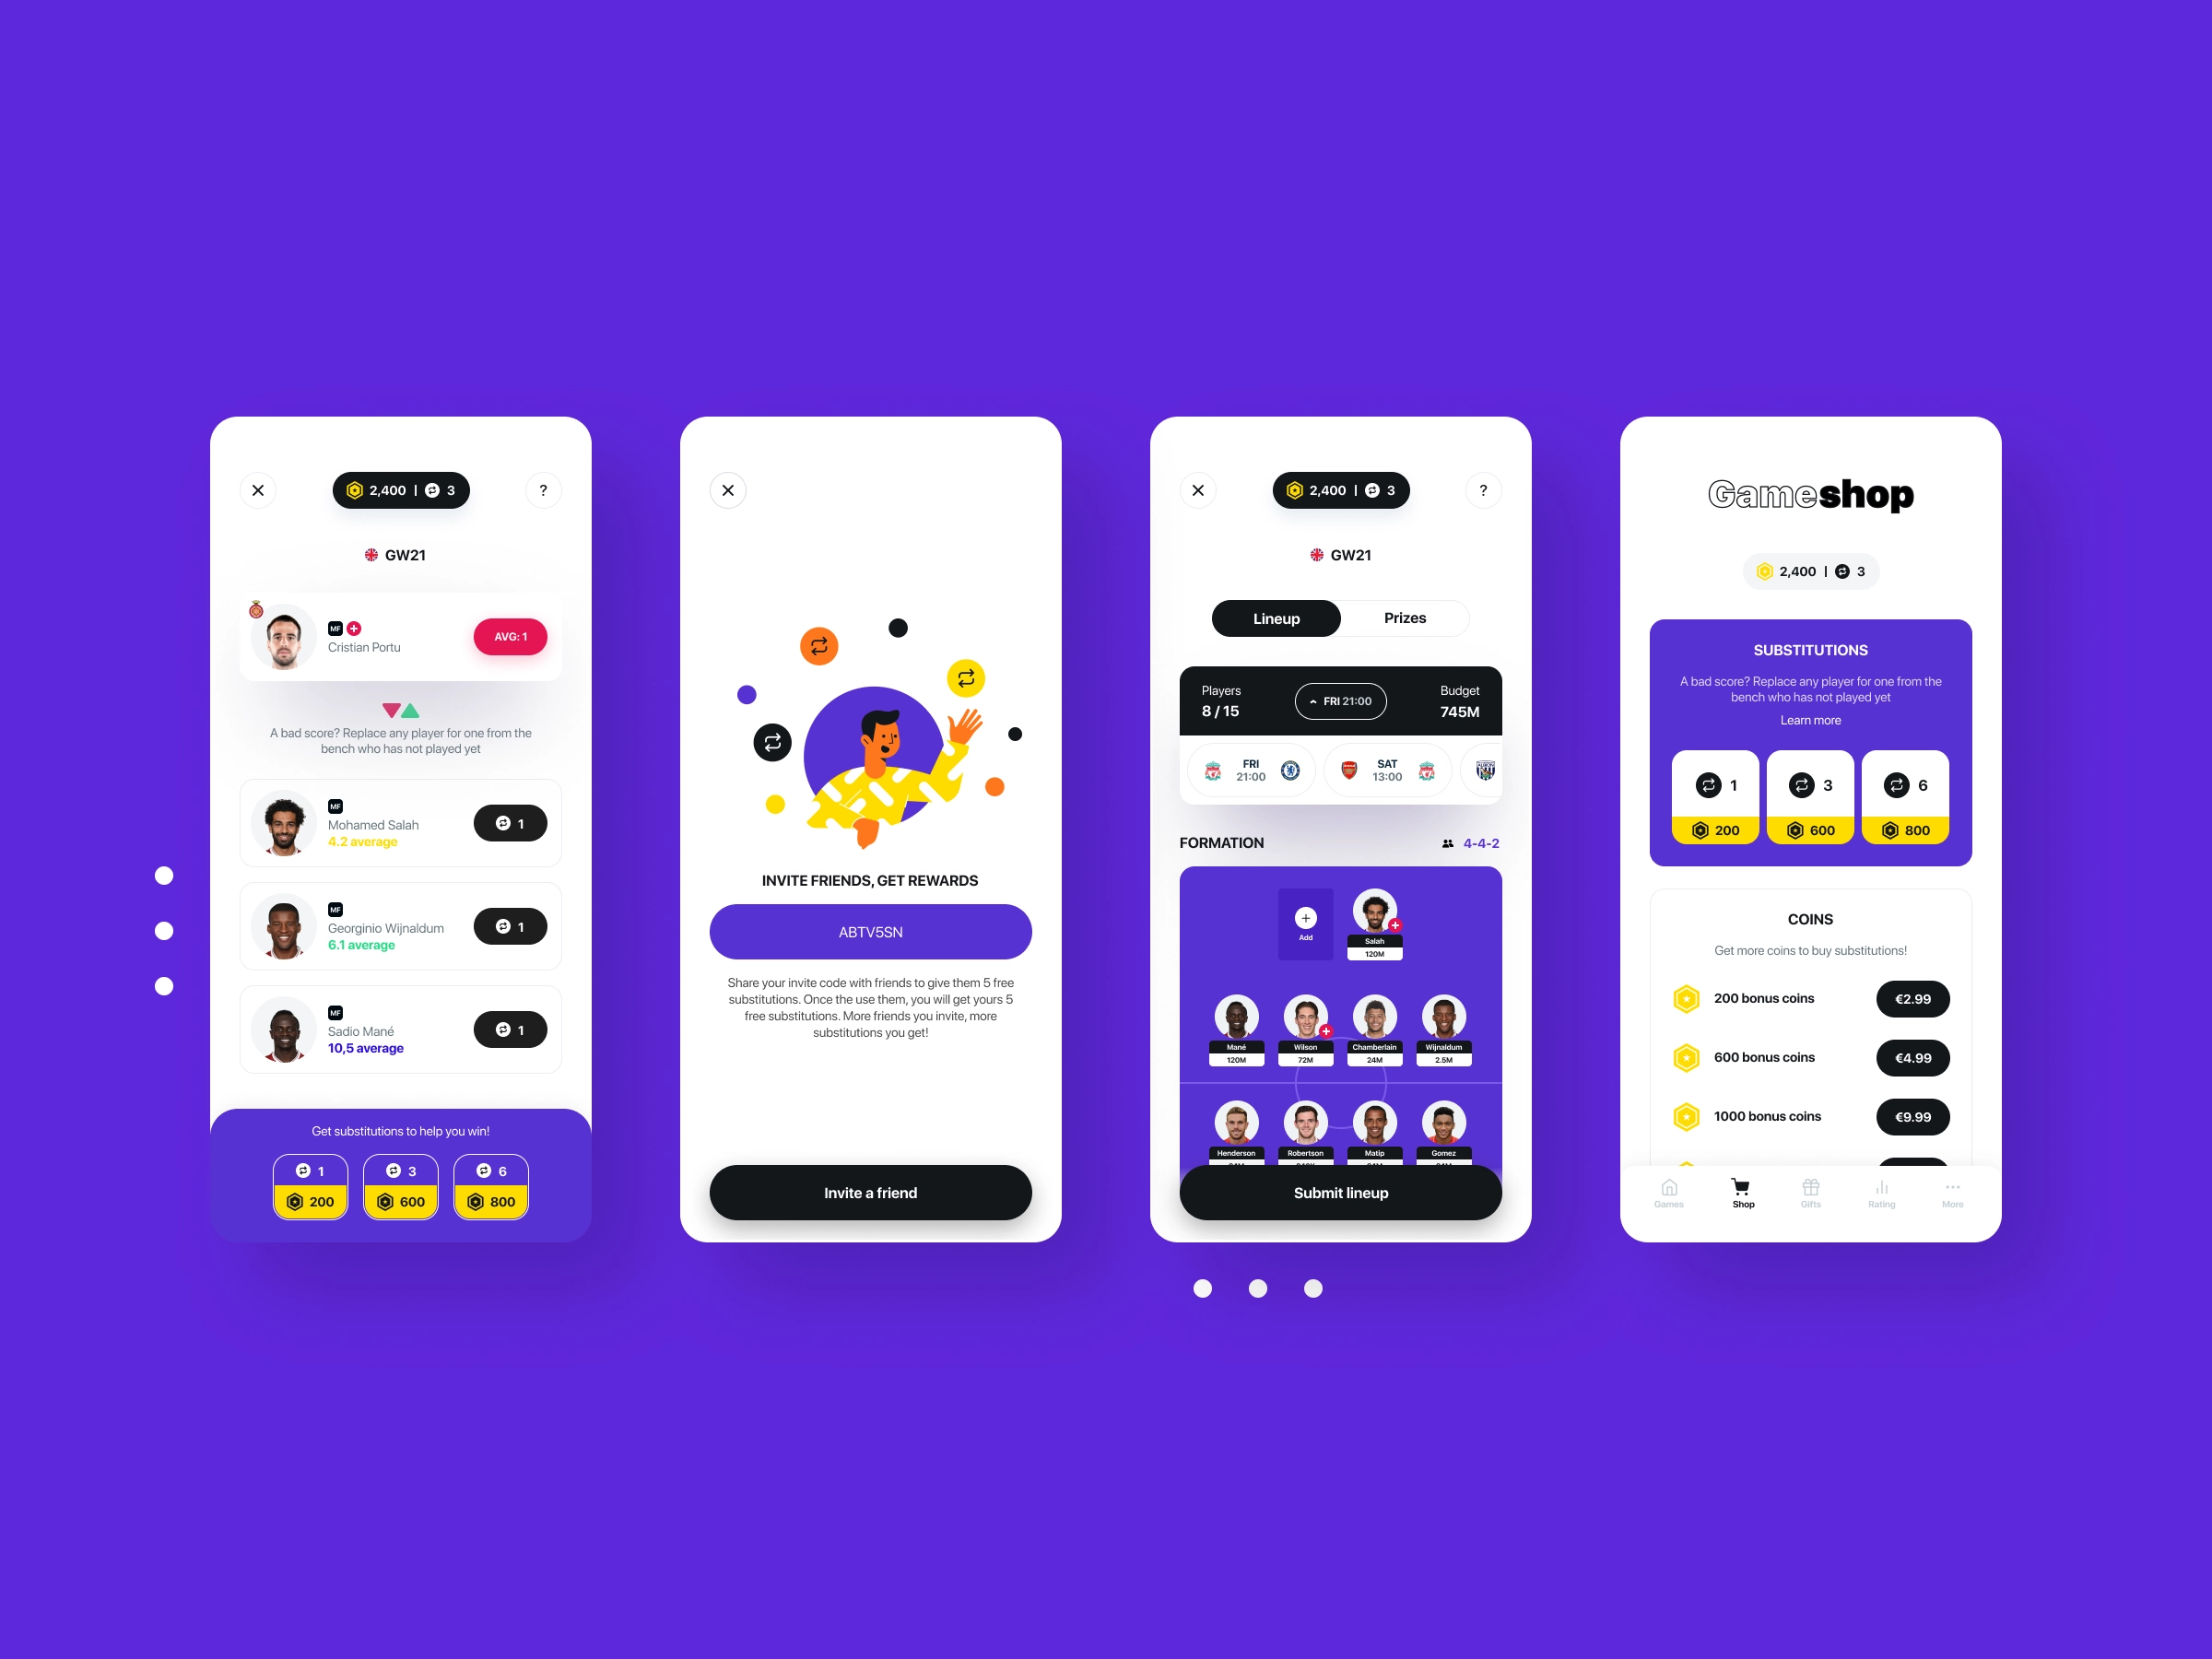 2,400 | 3
?
GW21
MF
Cristian Portu
AVG: 1
A bad score? Replace any player for one from the
bench who has not played yet
MF
Mohamed Salah
4.2 average
1
MF
Georginio Wijnaldum
6.1 average
1
MF
Sadio Mané
10,5 average
1
Get substitutions to help you win!
1 3 6
200 600 800
INVITE FRIENDS, GET REWARDS
ABTV5SN
Share your invite code with friends to give them 5 free
substitutions. Once the use them, you will get yours 5
free substitutions. More friends you invite, more
substitutions you get!
Invite a friend
2,400 | 3
?
GW21
Lineup Prizes
Players
8 / 15
FRI 21:00
Budget
745M
FRI
21:00
SAT
13:00
FORMATION 4-4-2
Add
Salah
120M
Mané Wilson Chamberlain Wijnaldum
120M 72M 24M 2.5M
Henderson Robertson Matip Gomez
Submit lineup
Gameshop
2,400 | 3
SUBSTITUTIONS
A bad score? Replace any player for one from the
bench who has not played yet
Learn more
1 3 6
200 600 800
COINS
Get more coins to buy substitutions!
200 bonus coins €2.99
600 bonus coins €4.99
1000 bonus coins €9.99
Games Shop Gifts Rating More